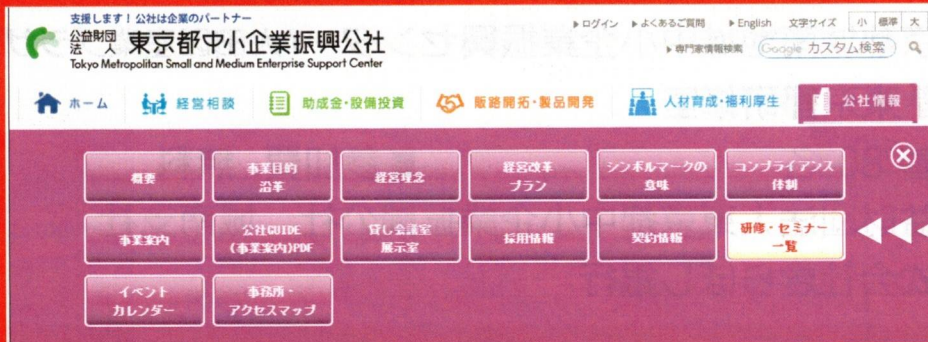 支援します！公社は企業のパートナー
公益財団法人 東京都中小企業振興公社
Tokyo Metropolitan Small and Medium Enterprise Support Center
ログイン よくあるご質問 English 文字サイズ 小 標準 大
専門家情報検索 Google カスタム検索
ホーム 経営相談 助成金・設備投資 販路開拓・製品開発 人材育成・福利厚生 公社情報
概要 事業目的 沿革 経営理念 経営改革 プラン シンボルマークの 意味 コンプライアンス 体制
事業案内 公社GUIDE (事業案内)PDF 貸し会議室 展示室 採用情報 契約情報 研修・セミナー 一覧
イベント カレンダー 事務所・ アクセスマップ